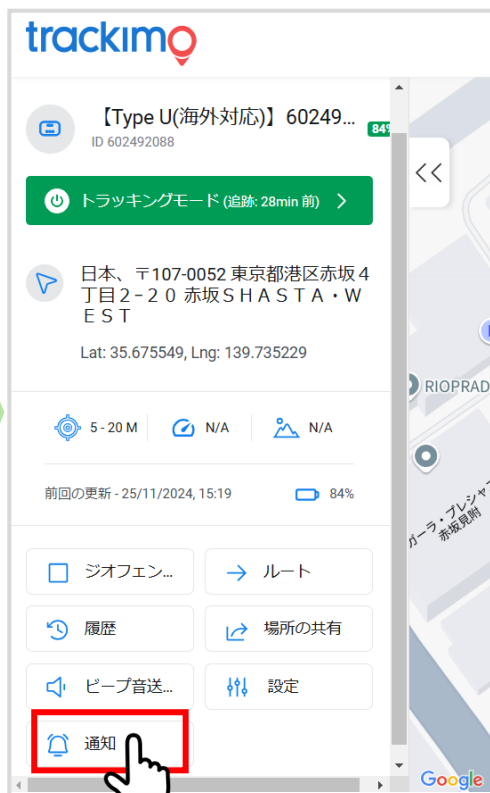 trackimo
【Type U(海外対応)】60249...
84%
ID 602492088
トラッキングモード (追跡: 28min 前)
日本、〒107-0052 東京都港区赤坂４
丁目２−２０ 赤坂ＳＨＡＳＴＡ・Ｗ
ＥＳＴ
Lat: 35.675549, Lng: 139.735229
5 - 20 M
N/A
N/A
前回の更新 - 25/11/2024, 15:19
84%
ジオフェン...
ルート
履歴
場所の共有
ビープ音送...
設定
通知
RIOPRAD
ガーラ・プレシャス
赤坂見附
Google